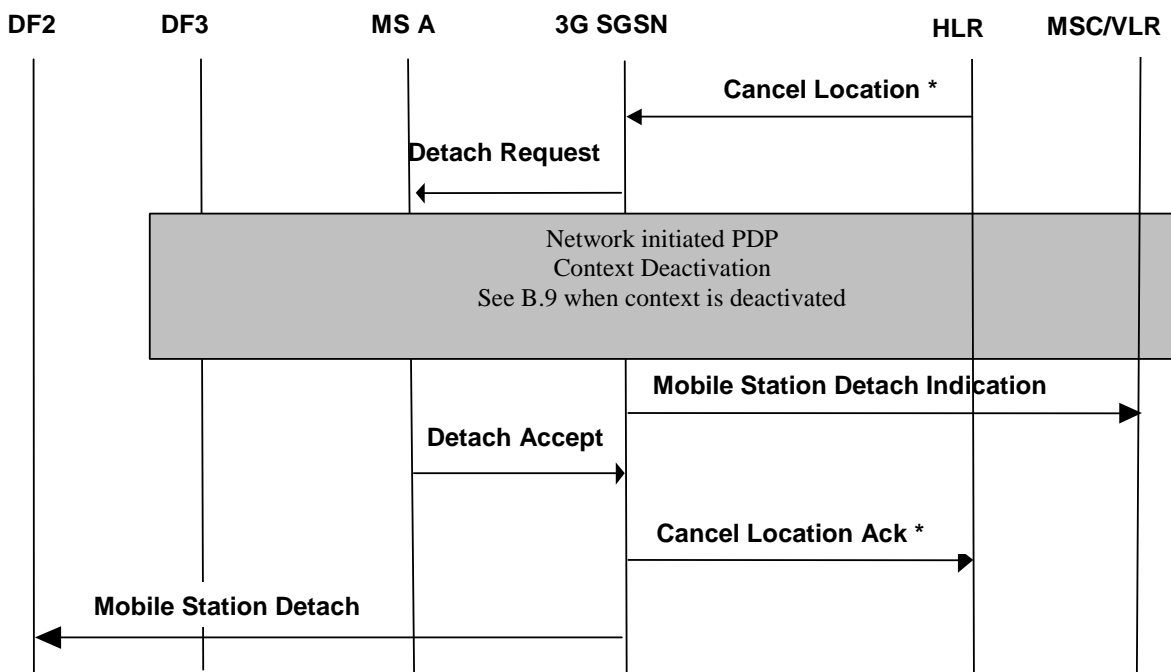 DF2 DF3 MS A 3G SGSN HLR MSC/VLR
Cancel Location *
Detach Request
Network initiated PDP
Context Deactivation
See B.9 when context is deactivated
Mobile Station Detach Indication
Detach Accept
Cancel Location Ack *
Mobile Station Detach